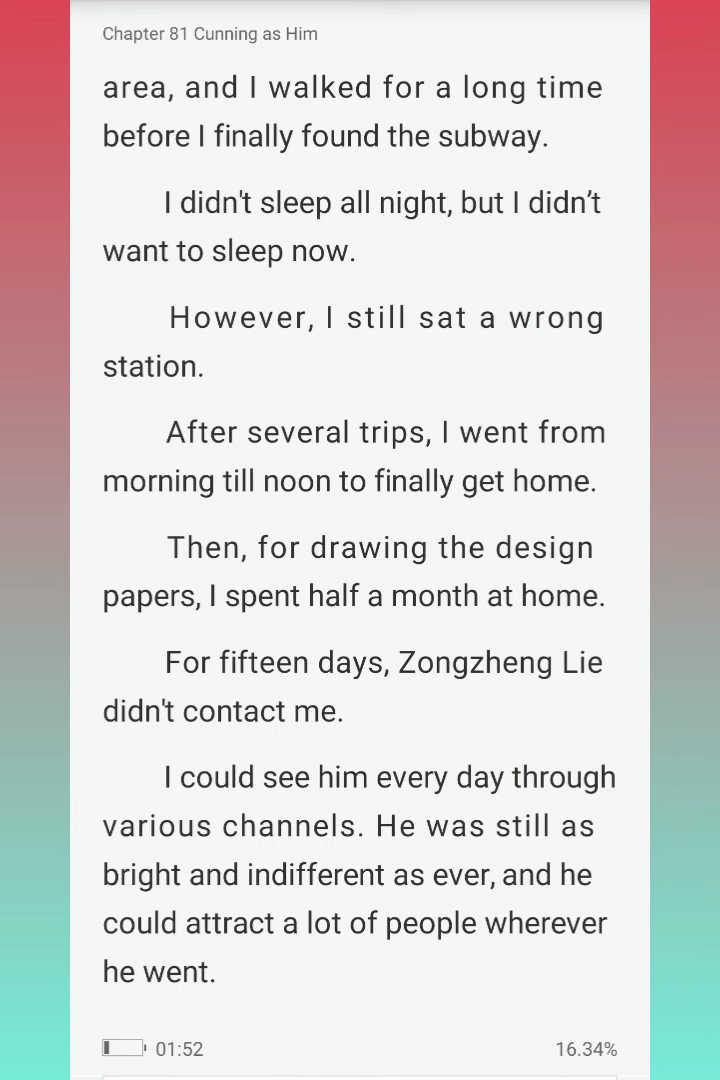 Chapter 81 Cunning as Him
area, and I walked for a long time
before I finally found the subway.
I didn't sleep all night, but I didn’t
want to sleep now.
However, I still sat a wrong
station.
After several trips, I went from
morning till noon to finally get home.
Then, for drawing the design
papers, I spent half a month at home.
For fifteen days, Zongzheng Lie
didn't contact me.
I could see him every day through
various channels. He was still as
bright and indifferent as ever, and he
could attract a lot of people wherever
he went.
01:52
16.34%